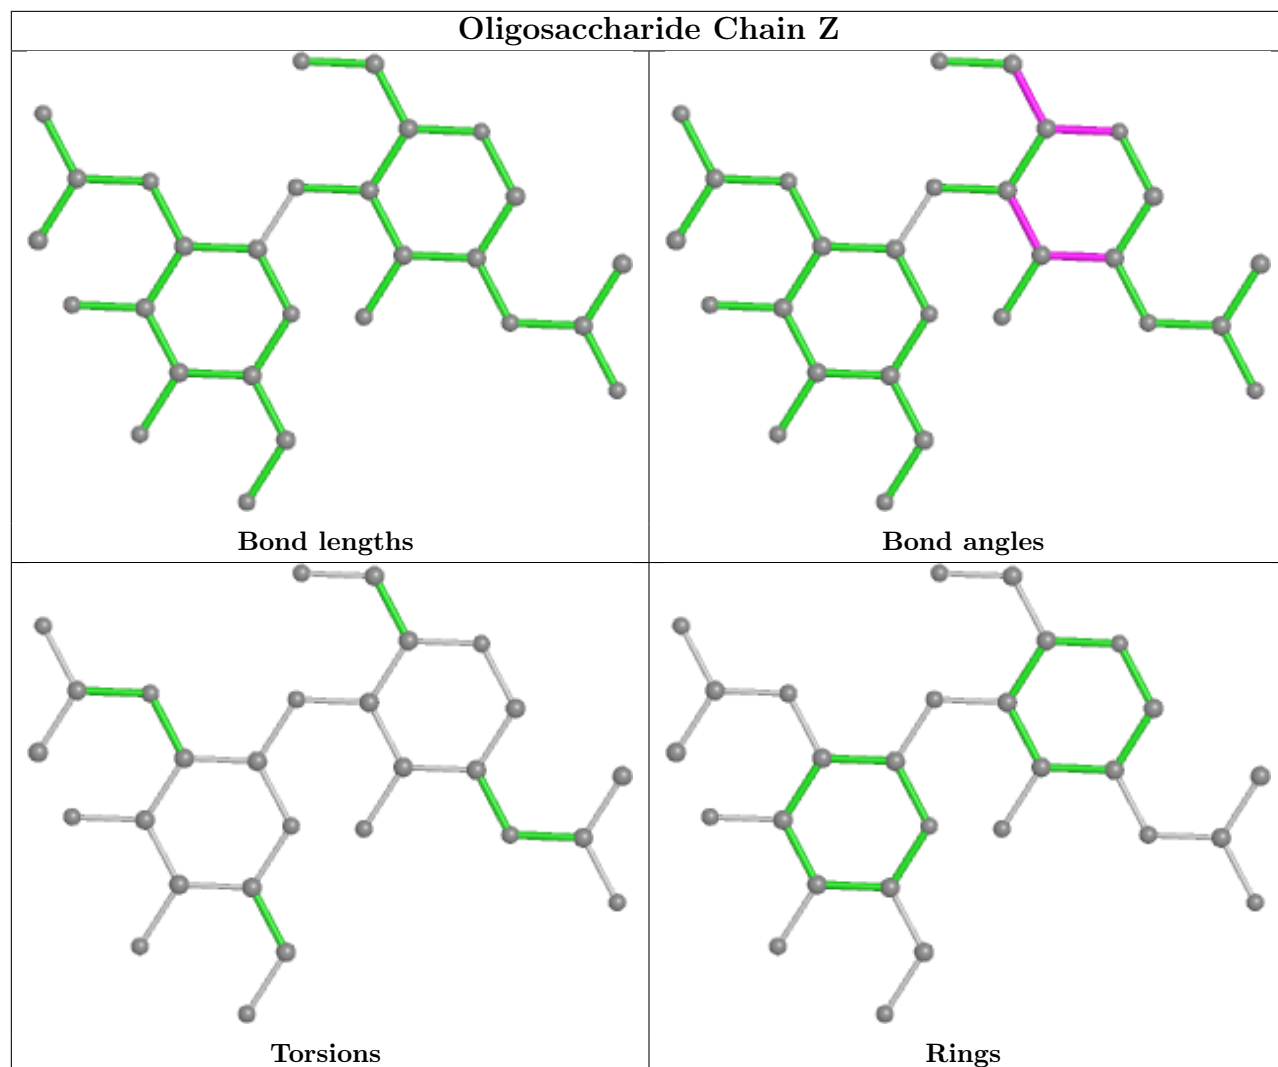 Oligosaccharide Chain Z
Bond lengths
Bond angles
Torsions
Rings